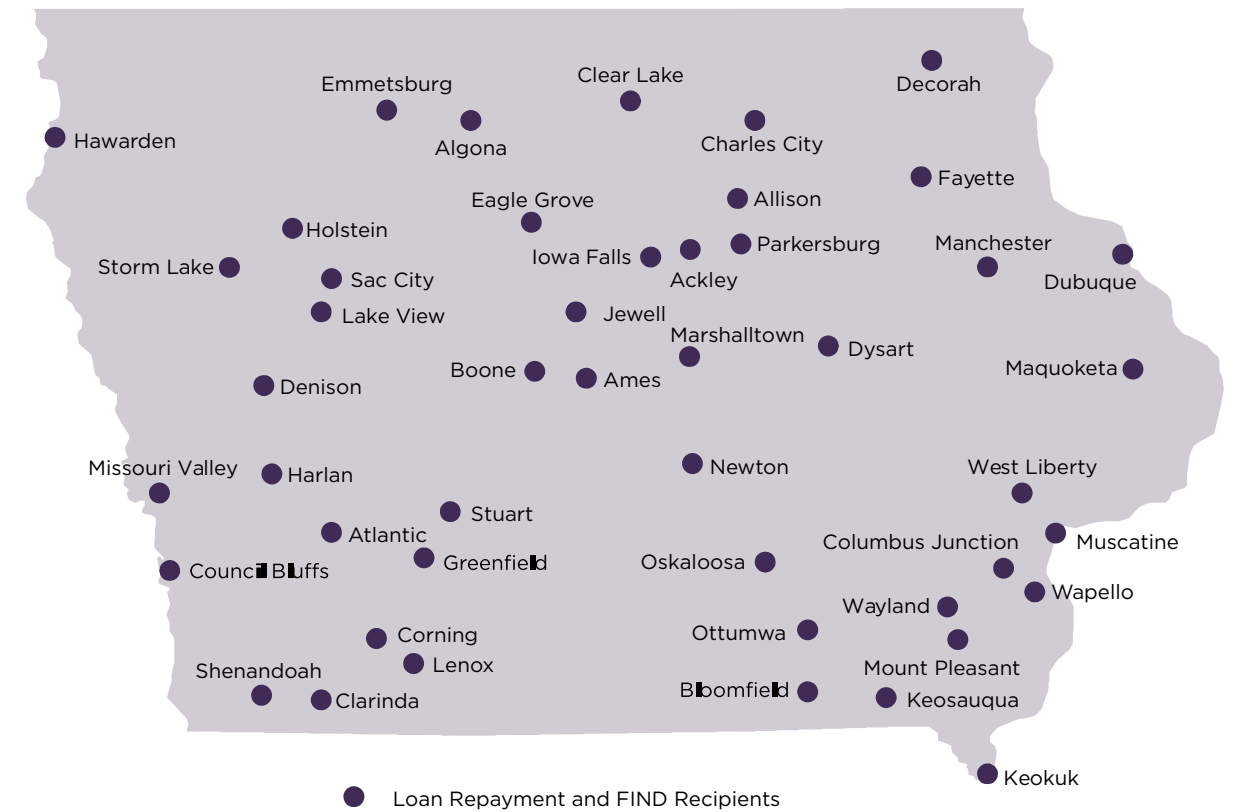 Clear Lake
Decorah
Emmetsburg
Hawarden
Algona
Charles City
Fayette
Eagle Grove
Allison
Holstein
Iowa Falls
Parkersburg
Manchester
Storm Lake
Sac City
Ackley
Dubuque
Lake View
Jewell
Marshalltown
Dysart
Boone
Ames
Maquoketa
Denison
Missouri Valley
Harlan
Newton
West Liberty
Stuart
Atlantic
Columbus Junction
Muscatine
Council Bluffs
Greenfield
Oskaloosa
Wapello
Wayland
Corning
Ottumwa
Shenandoah
Lenox
Mount Pleasant
Clarinda
Bloomfield
Keosauqua
Keokuk
Loan Repayment and FIND Recipients